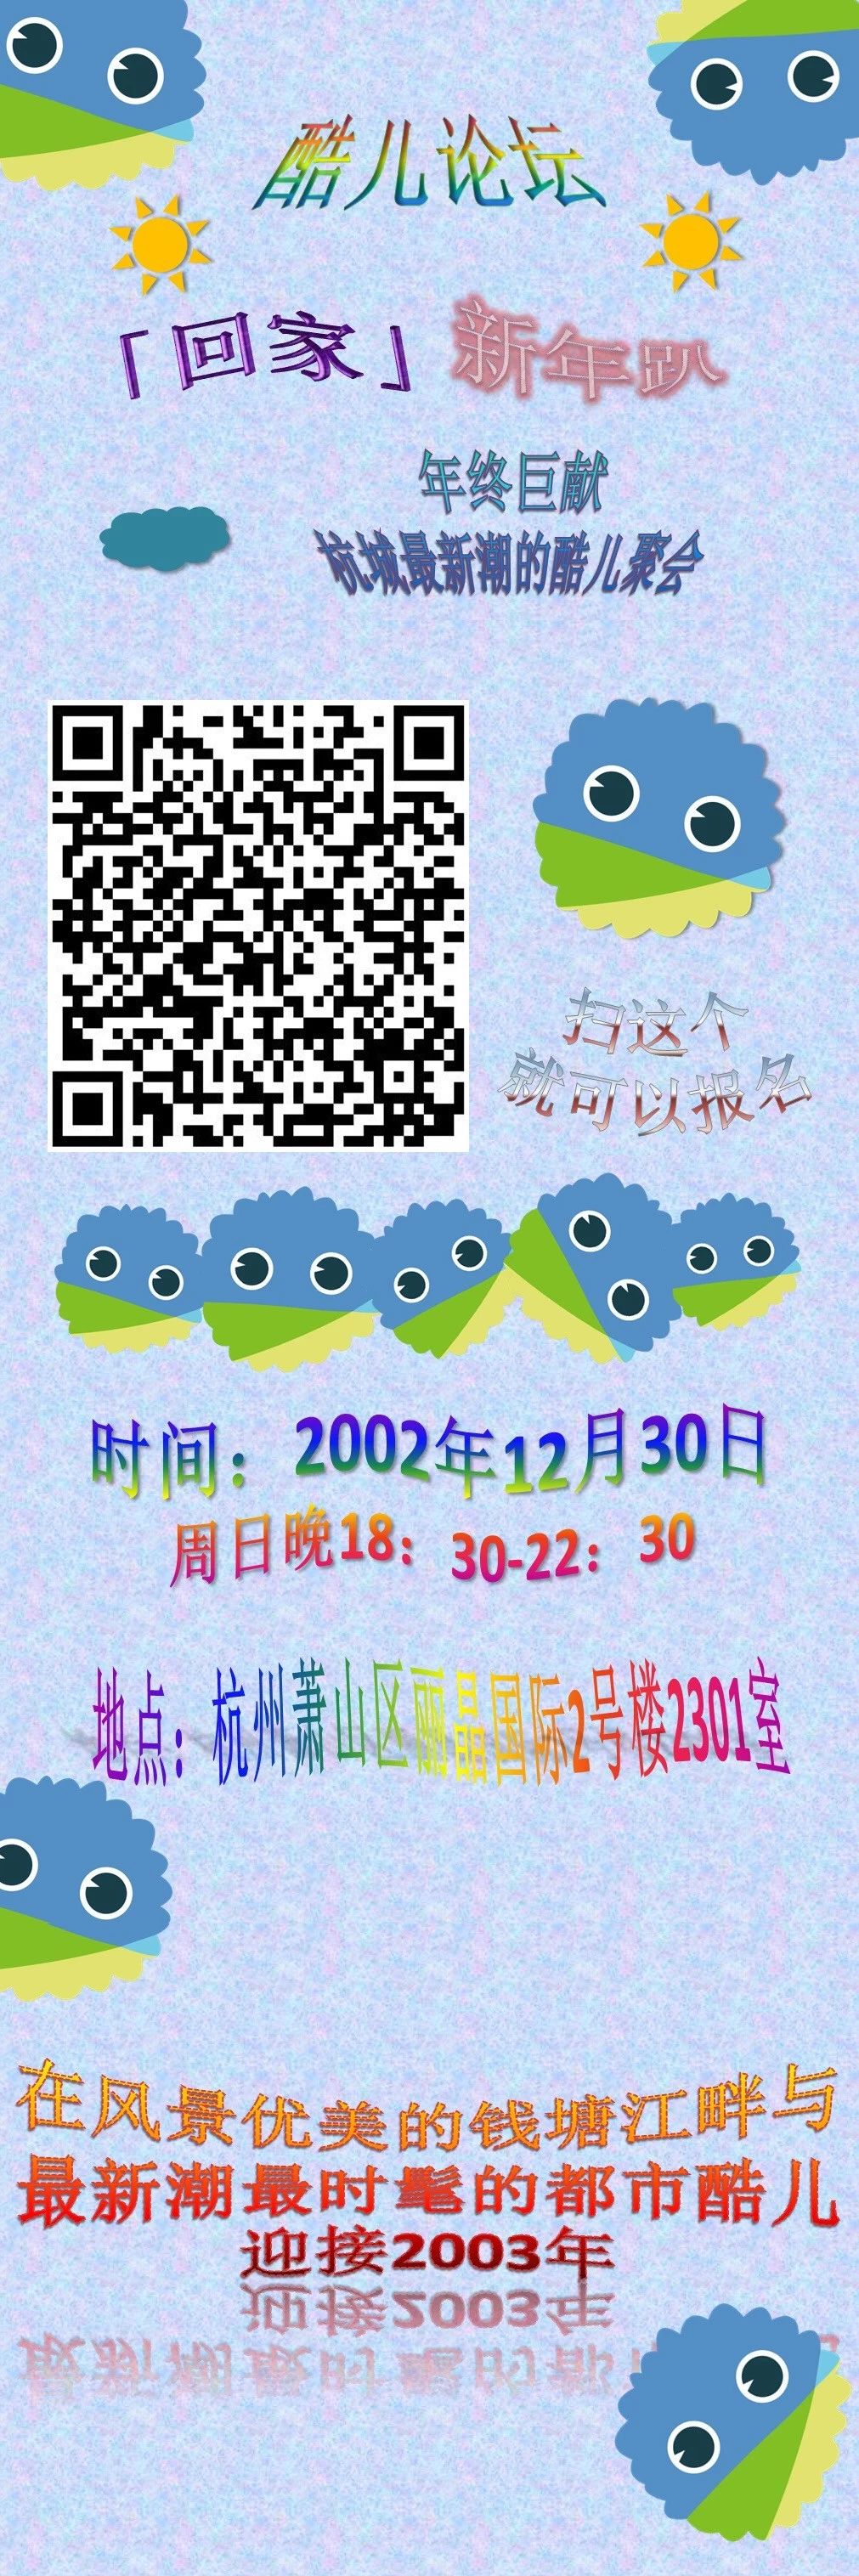 酷儿论坛
「回家」新年趴
年终巨献
杭城最新潮的酷儿聚会
扫这个
就可以报名
时间：2002年12月30日
周日晚18：30-22：30
地点：杭州萧山区丽晶国际2号楼2301室
在风景优美的钱塘江畔与
最新潮最时髦的都市酷儿
迎接2003年